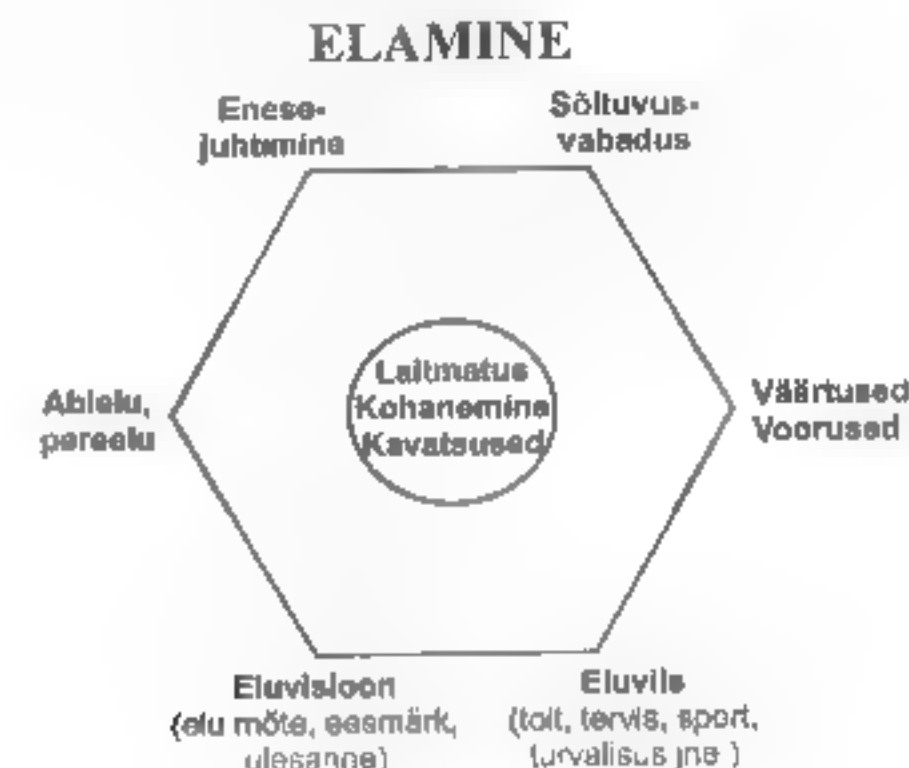 ELAMINE
Enese-
juhtimine
Sõltuvus-
vabadus
Laitmatus
Kohanemine
Kavatsused
Abielu,
pereelu
Väärtused
Voorused
Eluvisioon
(elu mõte, eesmärk,
ülesanne)
Eluviis
(toit, tervis, sport,
turvalisus jne )